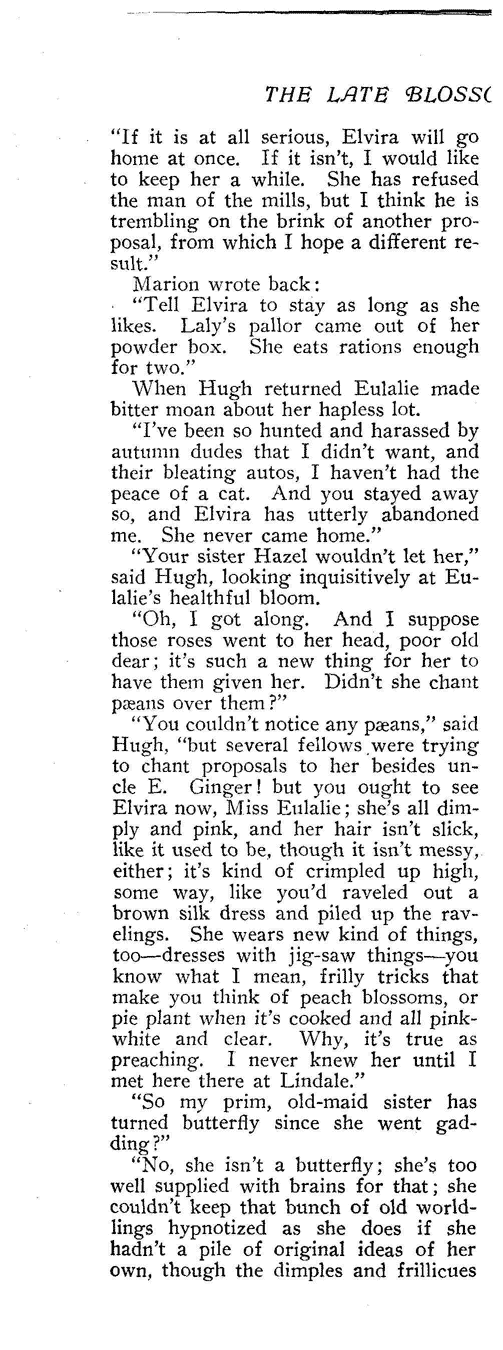 THE LATE BLOSSO
“If it is at all serious, Elvira will go
home at once. If it isn’t, I would like
to keep her a while. She has refused
the man of the mills, but I think he is
trembling on the brink of another pro-
posal, from which I hope a different re-
sult.”
Marion wrote back:
“Tell Elvira to stay as long as she
likes. Laly’s pallor came out of her
powder box. She eats rations enough
for two.”
When Hugh returned Eulalie made
bitter moan about her hapless lot.
“I’ve been so hunted and harassed by
autumn dudes that I didn’t want, and
their bleating autos, I haven’t had the
peace of a cat. And you stayed away
so, and Elvira has utterly abandoned
me. She never came home.”
“Your sister Hazel wouldn’t let her,”
said Hugh, looking inquisitively at Eu-
lalie’s healthful bloom.
“Oh, I got along. And I suppose
those roses went to her head, poor old
dear; it’s such a new thing for her to
have them given her. Didn’t she chant
pæans over them?”
“You couldn’t notice any pæans,” said
Hugh, “but several fellows were trying
to chant proposals to her besides un-
cle E. Ginger! but you ought to see
Elvira now, Miss Eulalie; she’s all dim-
ply and pink, and her hair isn’t slick,
like it used to be, though it isn’t messy,
either; it’s kind of crimpled up high,
some way, like you’d raveled out a
brown silk dress and piled up the rav-
elings. She wears new kind of things,
too—dresses with jig-saw things—you
know what I mean, frilly tricks that
make you think of peach blossoms, or
pie plant when it’s cooked and all pink-
white and clear. Why, it’s true as
preaching. I never knew her until I
met here there at Lindale.”
“So my prim, old-maid sister has
turned butterfly since she went gad-
ding?”
“No, she isn’t a butterfly; she’s too
well supplied with brains for that; she
couldn’t keep that bunch of old world-
lings hypnotized as she does if she
hadn’t a pile of original ideas of her
own, though the dimples and frillicues